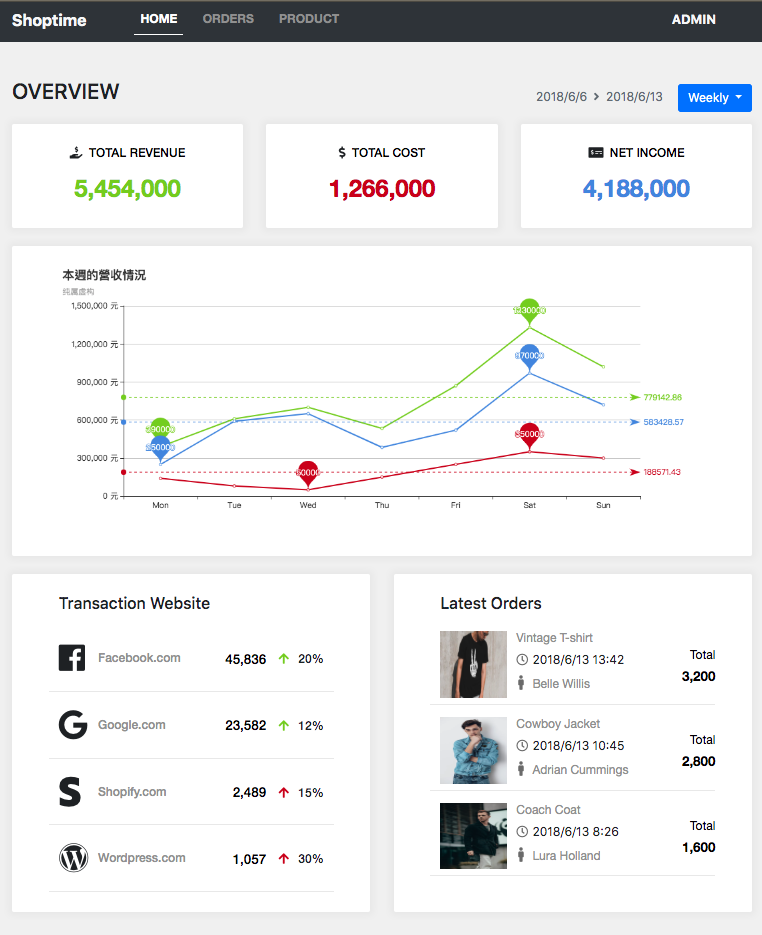 Shoptime
HOME
ORDERS
PRODUCT
ADMIN
OVERVIEW
2018/6/6 > 2018/6/13
Weekly
TOTAL REVENUE
5,454,000
$ TOTAL COST
1,266,000
NET INCOME
4,188,000
本週的營收情況
纯属虚构
1,500,000 元
1,200,000 元
900,000 元
600,000 元
300,000 元
0 元
1330000
970000
350000
390000
250000
50000
779142.86
583428.57
188571.43
Mon
Tue
Wed
Thu
Fri
Sat
Sun
Transaction Website
Facebook.com 45,836 20%
Google.com 23,582 12%
Shopify.com 2,489 15%
Wordpress.com 1,057 30%
Latest Orders
Vintage T-shirt
2018/6/13 13:42
Belle Willis
Total
3,200
Cowboy Jacket
2018/6/13 10:45
Adrian Cummings
Total
2,800
Coach Coat
2018/6/13 8:26
Lura Holland
Total
1,600